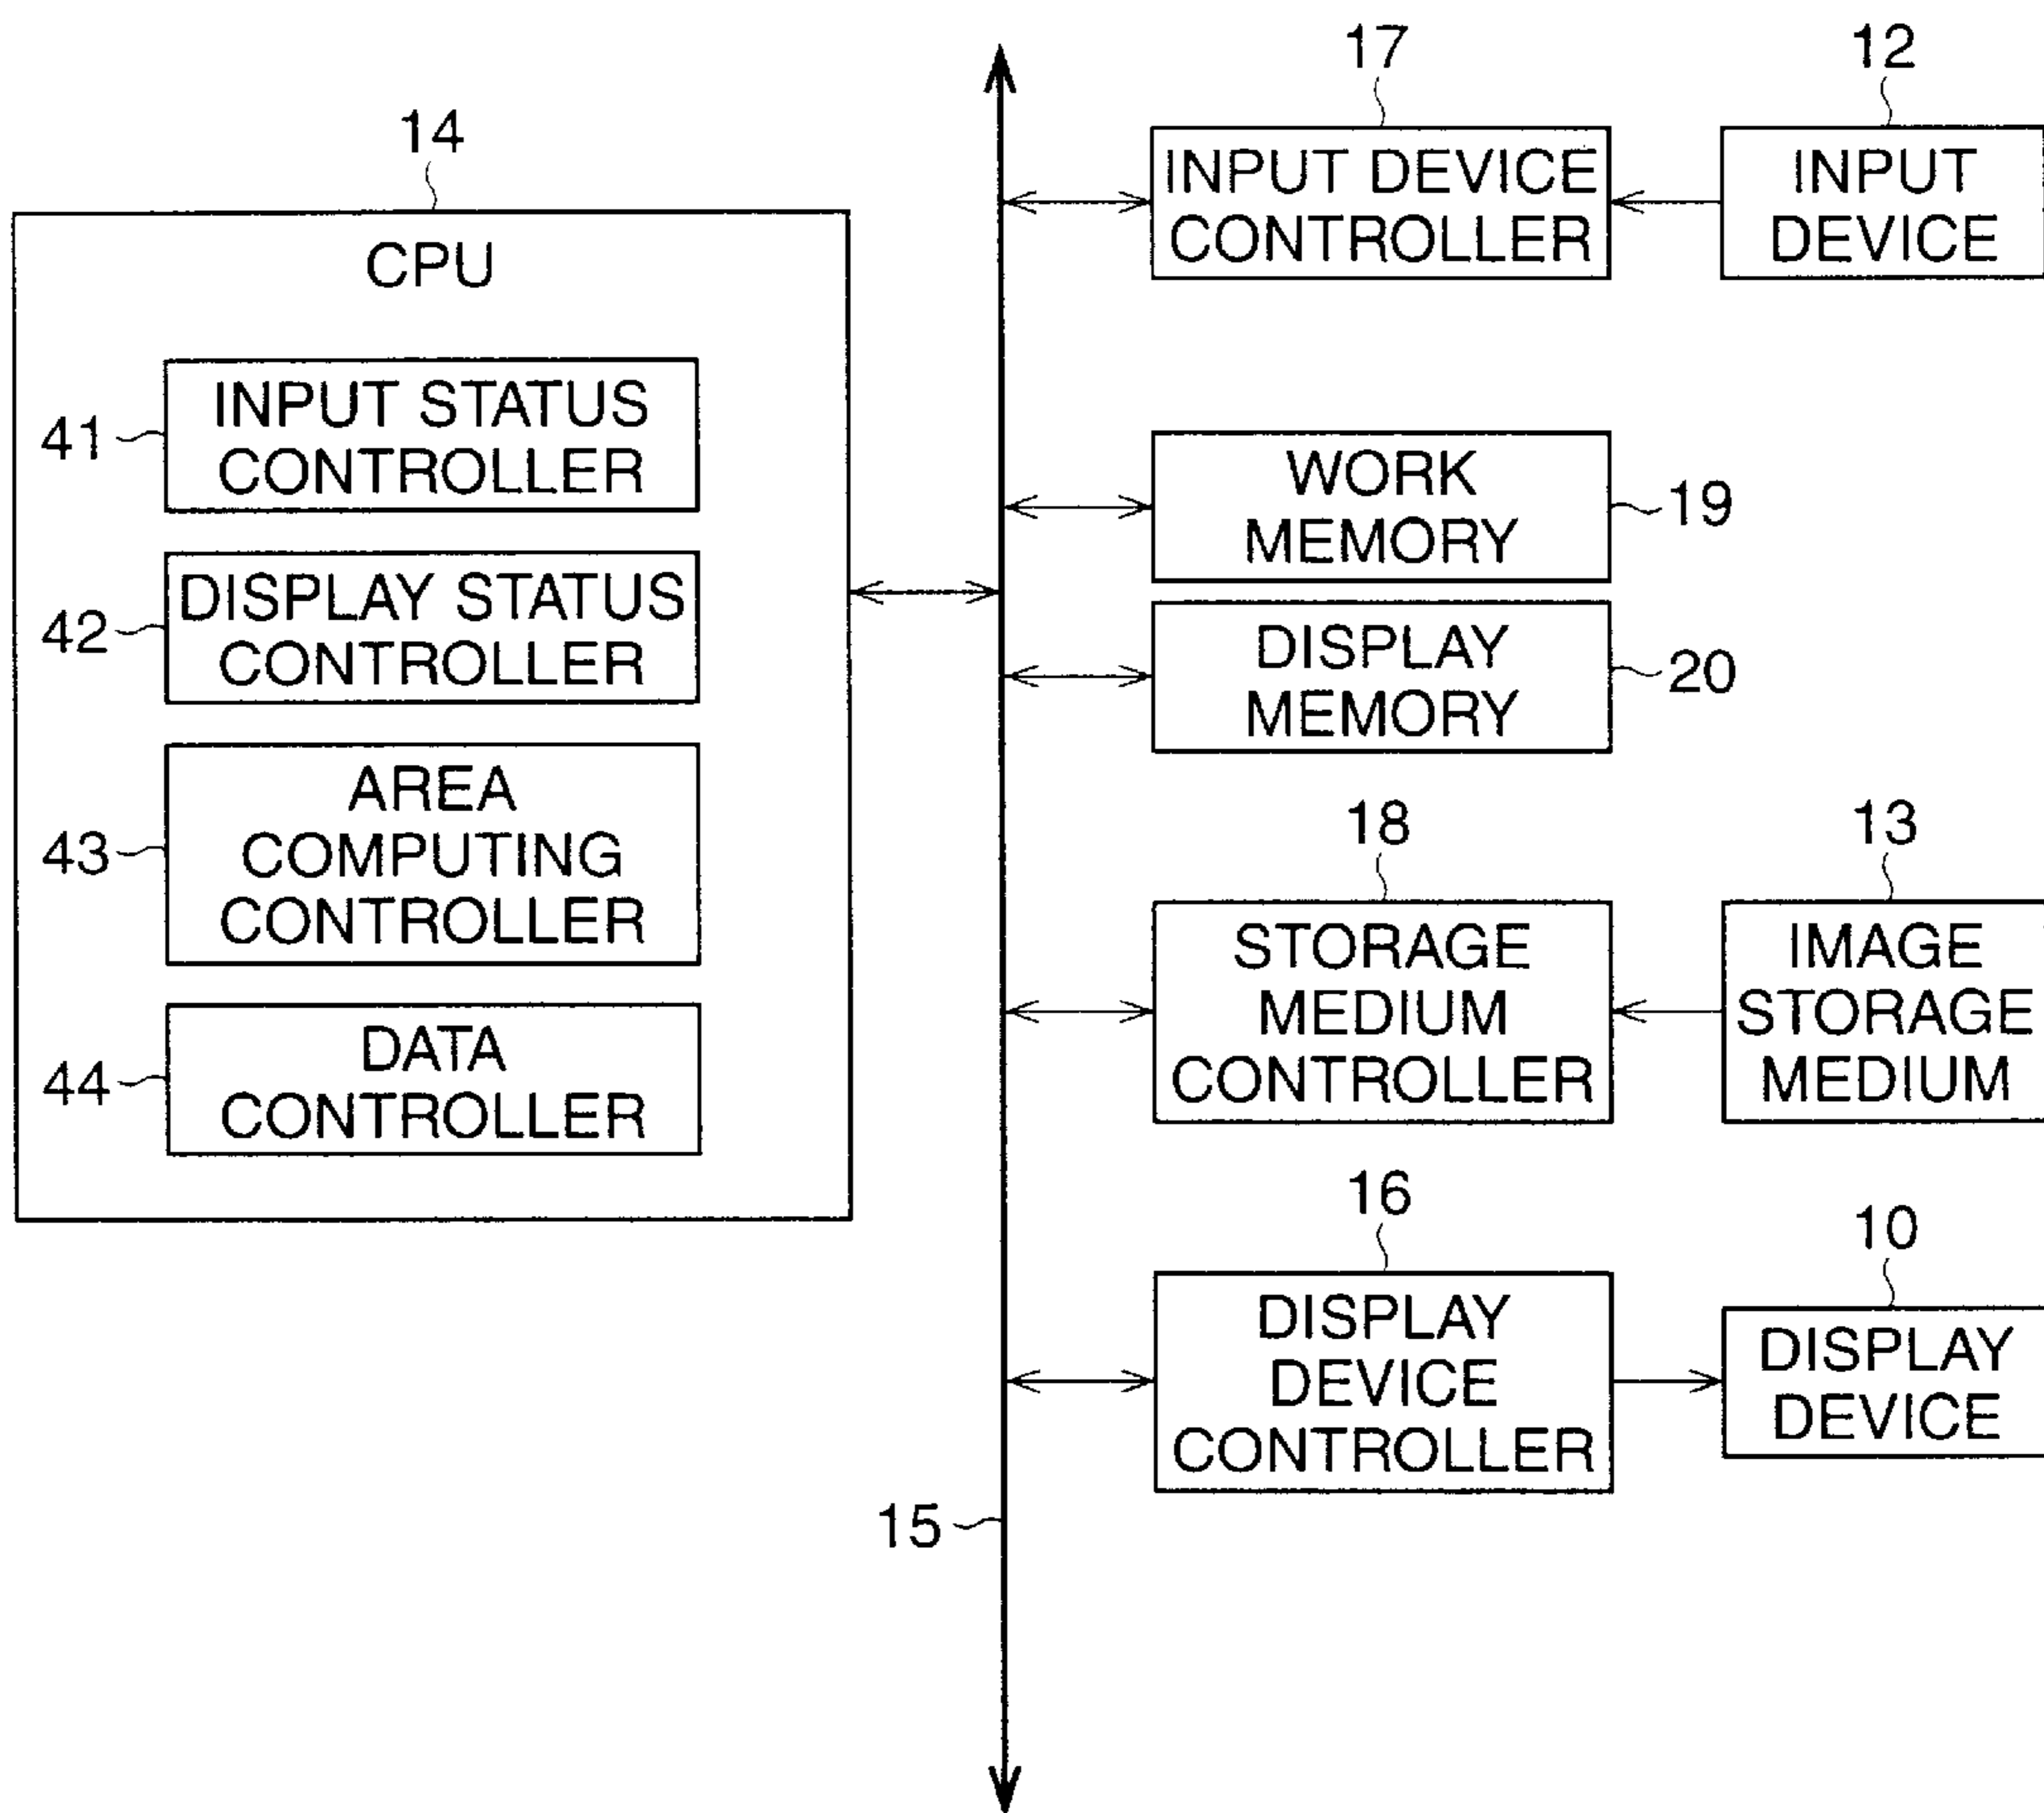 14
CPU
41
INPUT STATUS
CONTROLLER
42
DISPLAY STATUS
CONTROLLER
43
AREA
COMPUTING
CONTROLLER
44
DATA
CONTROLLER
15
17
INPUT DEVICE
CONTROLLER
12
INPUT
DEVICE
WORK
MEMORY
19
DISPLAY
MEMORY
20
18
STORAGE
MEDIUM
CONTROLLER
13
IMAGE
STORAGE
MEDIUM
16
DISPLAY
DEVICE
CONTROLLER
10
DISPLAY
DEVICE